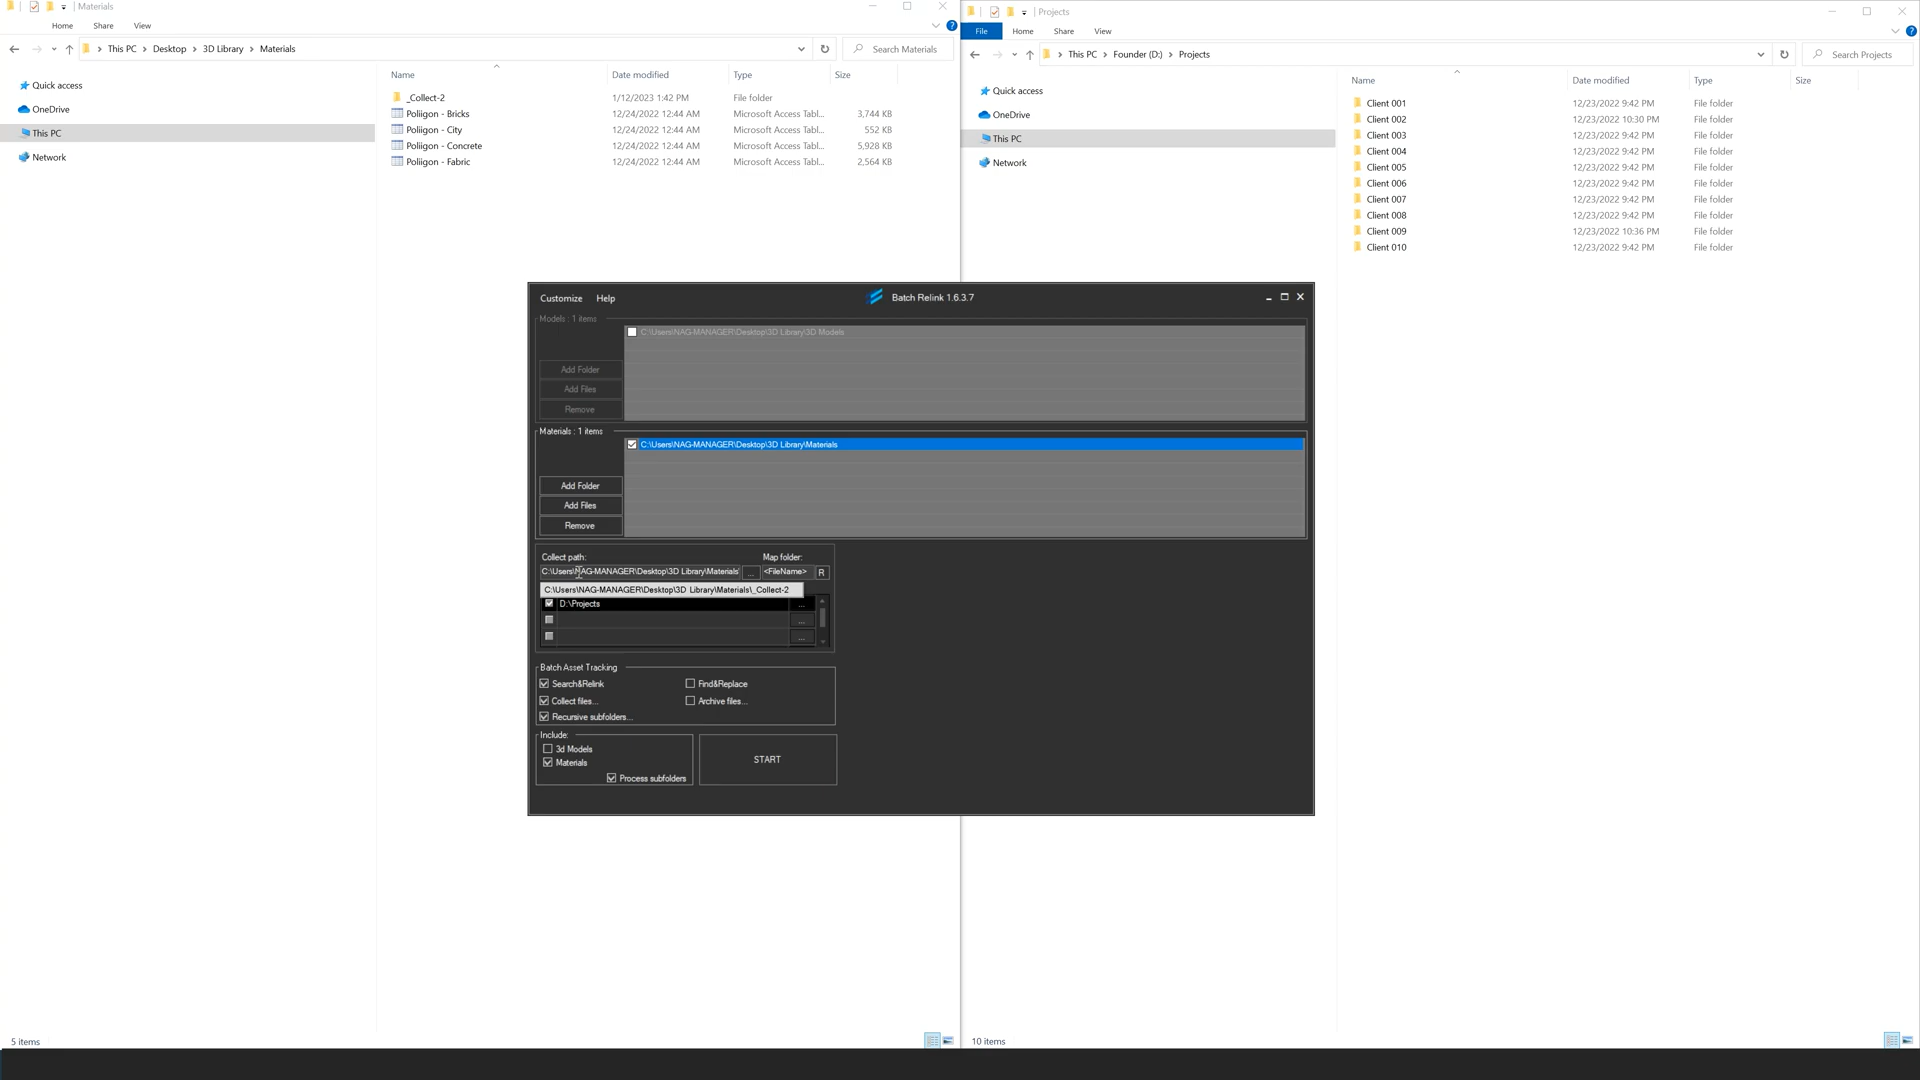 Materials
Home Share View
This PC Desktop 3D Library Materials
Search Materials
Quick access
OneDrive
This PC
Network
Name Date modified Type Size
_Collect-2 1/12/2023 1:42 PM File folder
Poliigon - Bricks 12/24/2022 12:44 AM Microsoft Access Tabl... 3,744 KB
Poliigon - City 12/24/2022 12:44 AM Microsoft Access Tabl... 552 KB
Poliigon - Concrete 12/24/2022 12:44 AM Microsoft Access Tabl... 5,928 KB
Poliigon - Fabric 12/24/2022 12:44 AM Microsoft Access Tabl... 2,564 KB
5 items
Projects
File Home Share View
This PC Founder (D:) Projects
Search Projects
Quick access
OneDrive
This PC
Network
Name Date modified Type Size
Client 001 12/23/2022 9:42 PM File folder
Client 002 12/23/2022 10:30 PM File folder
Client 003 12/23/2022 9:42 PM File folder
Client 004 12/23/2022 9:42 PM File folder
Client 005 12/23/2022 9:42 PM File folder
Client 006 12/23/2022 9:42 PM File folder
Client 007 12/23/2022 9:42 PM File folder
Client 008 12/23/2022 9:42 PM File folder
Client 009 12/23/2022 10:36 PM File folder
Client 010 12/23/2022 9:42 PM File folder
10 items
Customize Help Batch Relink 1.6.3.7
Models : 1 items
C:\Users\NAG-MANAGER\Desktop\3D Library\3D Models
Add Folder
Add Files
Remove
Materials : 1 items
C:\Users\NAG-MANAGER\Desktop\3D Library\Materials
Add Folder
Add Files
Remove
Collect path: Map folder:
C:\Users\NAG-MANAGER\Desktop\3D Library\Materials\ ... <FileName> R
C:\Users\NAG-MANAGER\Desktop\3D Library\Materials\_Collect-2
D:\Projects ...
...
...
Batch Asset Tracking
Search&Relink Find&Replace
Collect files... Archive files...
Recursive subfolders...
Include:
3d Models
Materials
Process subfolders
START